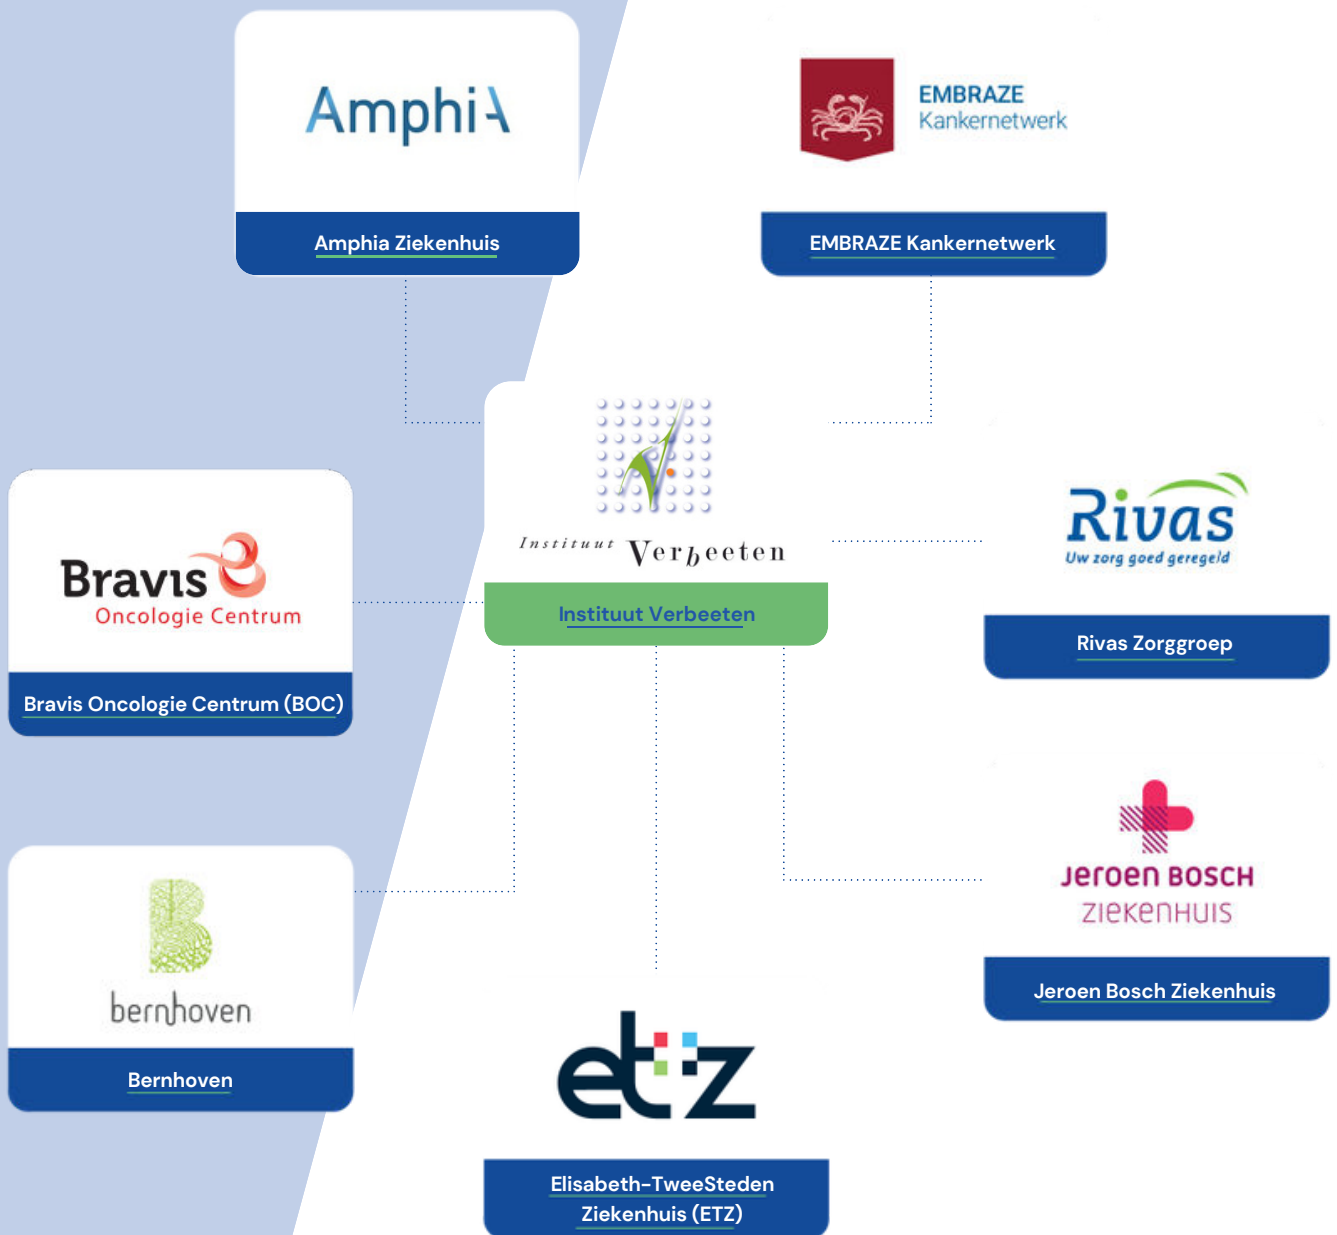 Amphia
Amphia Ziekenhuis
EMBRAZE
Kankernetwerk
EMBRAZE Kankernetwerk
Instituut Verbeeten
Instituut Verbeeten
Bravis
Oncologie Centrum
Bravis Oncologie Centrum (BOC)
Rivas
Uw zorg goed geregeld
Rivas Zorggroep
Jeroen Bosch
Ziekenhuis
Jeroen Bosch Ziekenhuis
bernhoven
Bernhoven
etz
Elisabeth-TweeSteden
Ziekenhuis (ETZ)